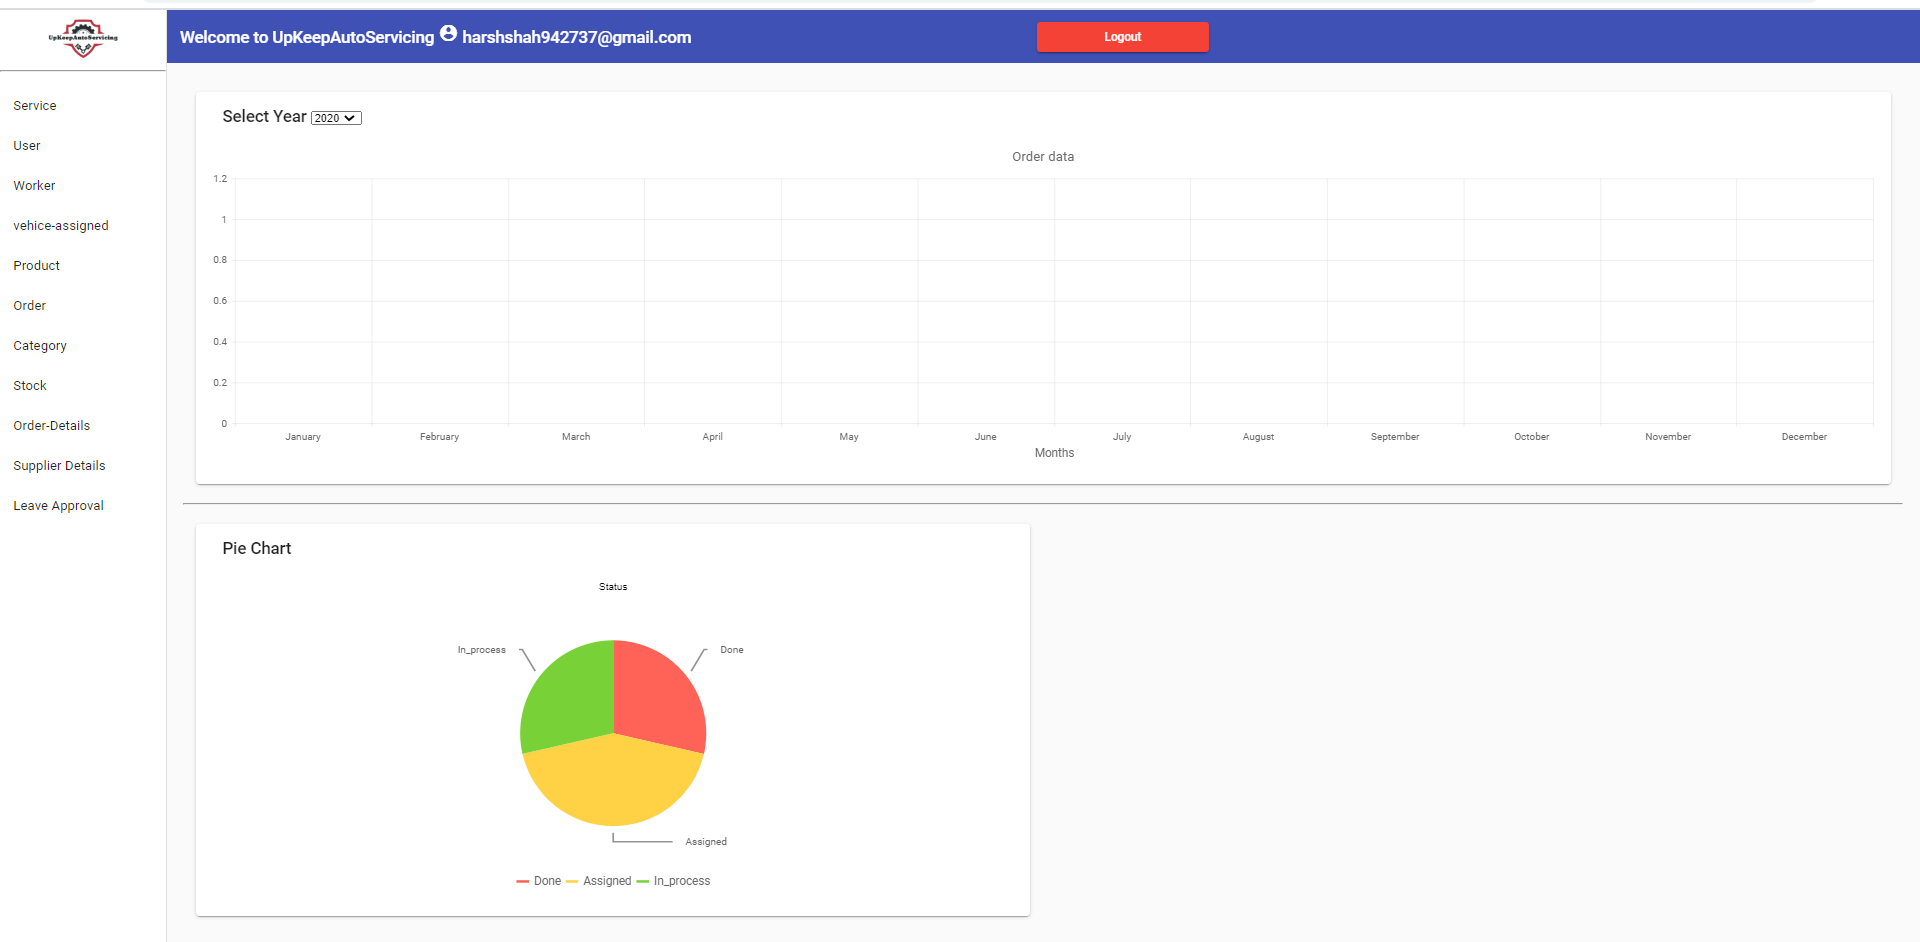 UpKeepAutoServicing
Welcome to UpKeepAutoServicing harshshah942737@gmail.com
Logout
Service
User
Worker
vehice-assigned
Product
Order
Category
Stock
Order-Details
Supplier Details
Leave Approval
Select Year 2020
Order data
1.2
1
0.8
0.6
0.4
0.2
0
January February March April May June July August September October November December
Months
Pie Chart
Status
In_process Done
Assigned
Done Assigned In_process